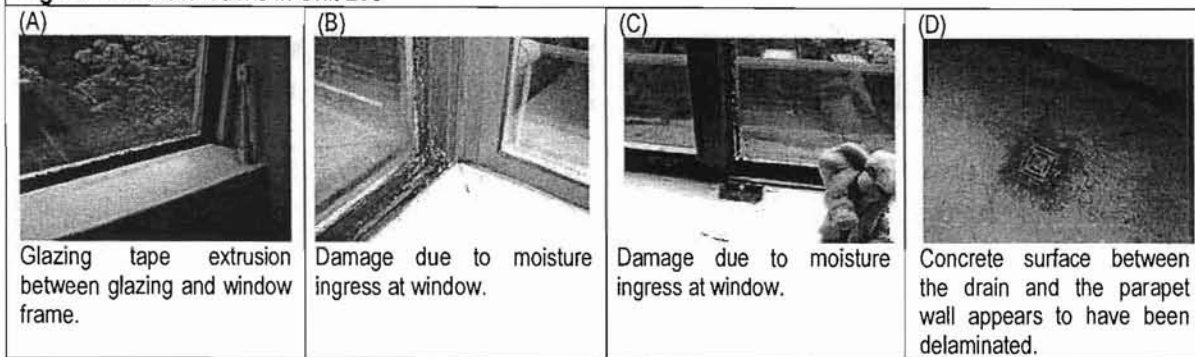 (A)
(B)
(C)
(D)
Glazing tape extrusion
between glazing and window
frame.
Damage due to moisture
ingress at window.
Damage due to moisture
ingress at window.
Concrete surface between
the drain and the parapet
wall appears to have been
delaminated.